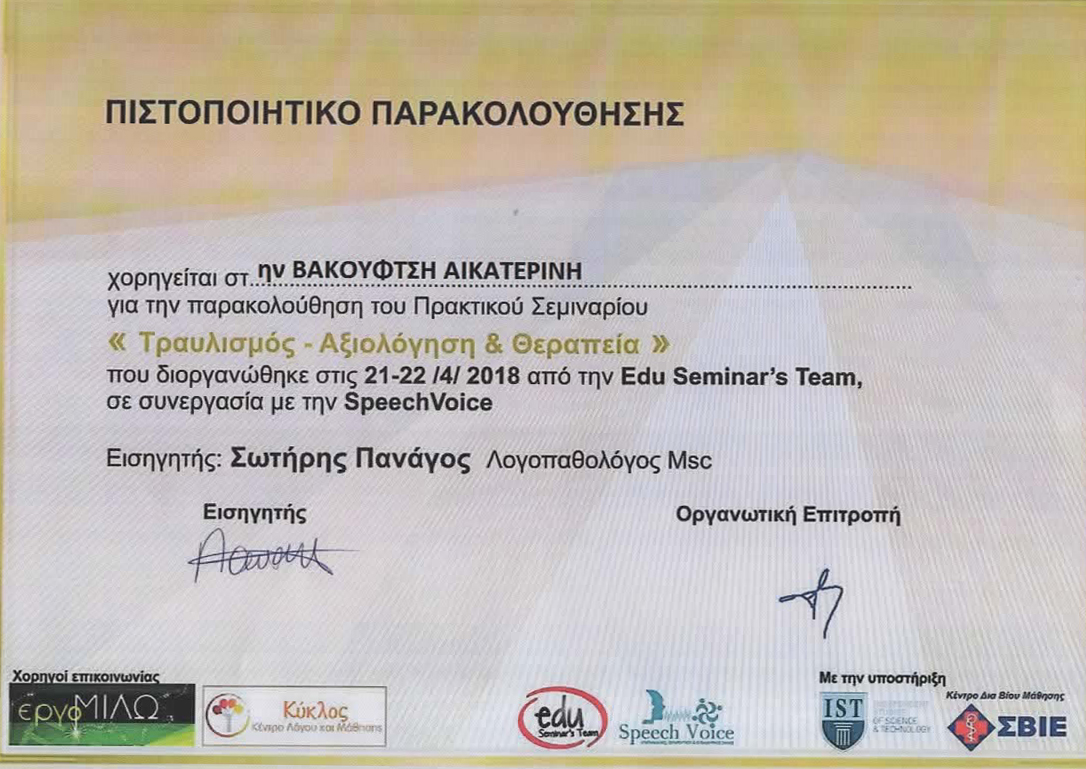 ΠΙΣΤΟΠΟΙΗΤΙΚΟ ΠΑΡΑΚΟΛΟΥΘΗΣΗΣ
χορηγείται στ..ην ΒΑΚΟΥΦΤΣΗ ΑΙΚΑΤΕΡΙΝΗ
για την παρακολούθηση του Πρακτικού Σεμιναρίου
« Τραυλισμός - Αξιολόγηση & Θεραπεία »
που διοργανώθηκε στις 21-22 /4/ 2018 από την Edu Seminar's Team,
σε συνεργασία με την SpeechVoice
Εισηγητής: Σωτήρης Πανάγος Λογοπαθολόγος Msc
Εισηγητής
Οργανωτική Επιτροπή
Χορηγοί επικοινωνίας
εργοΜΙΛΩ
Κύκλος
Κέντρο Λόγου και Μάθησης
edu
Seminar's Team
Speech Voice
Με την υποστήριξη
IST
OF SCIENCE
& TECHNOLOGY
Κέντρο Δια Βίου Μάθησης
ΣΒΙΕ